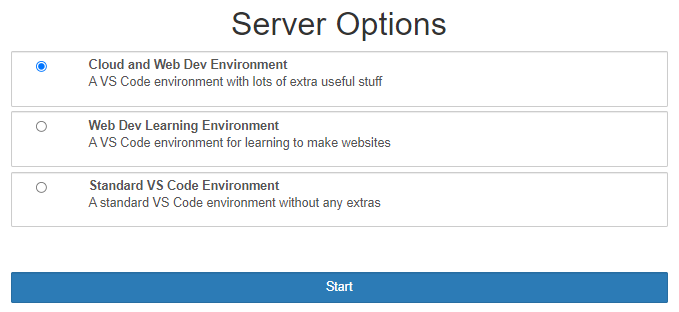 Server Options
Cloud and Web Dev Environment
A VS Code environment with lots of extra useful stuff
Web Dev Learning Environment
A VS Code environment for learning to make websites
Standard VS Code Environment
A standard VS Code environment without any extras
Start